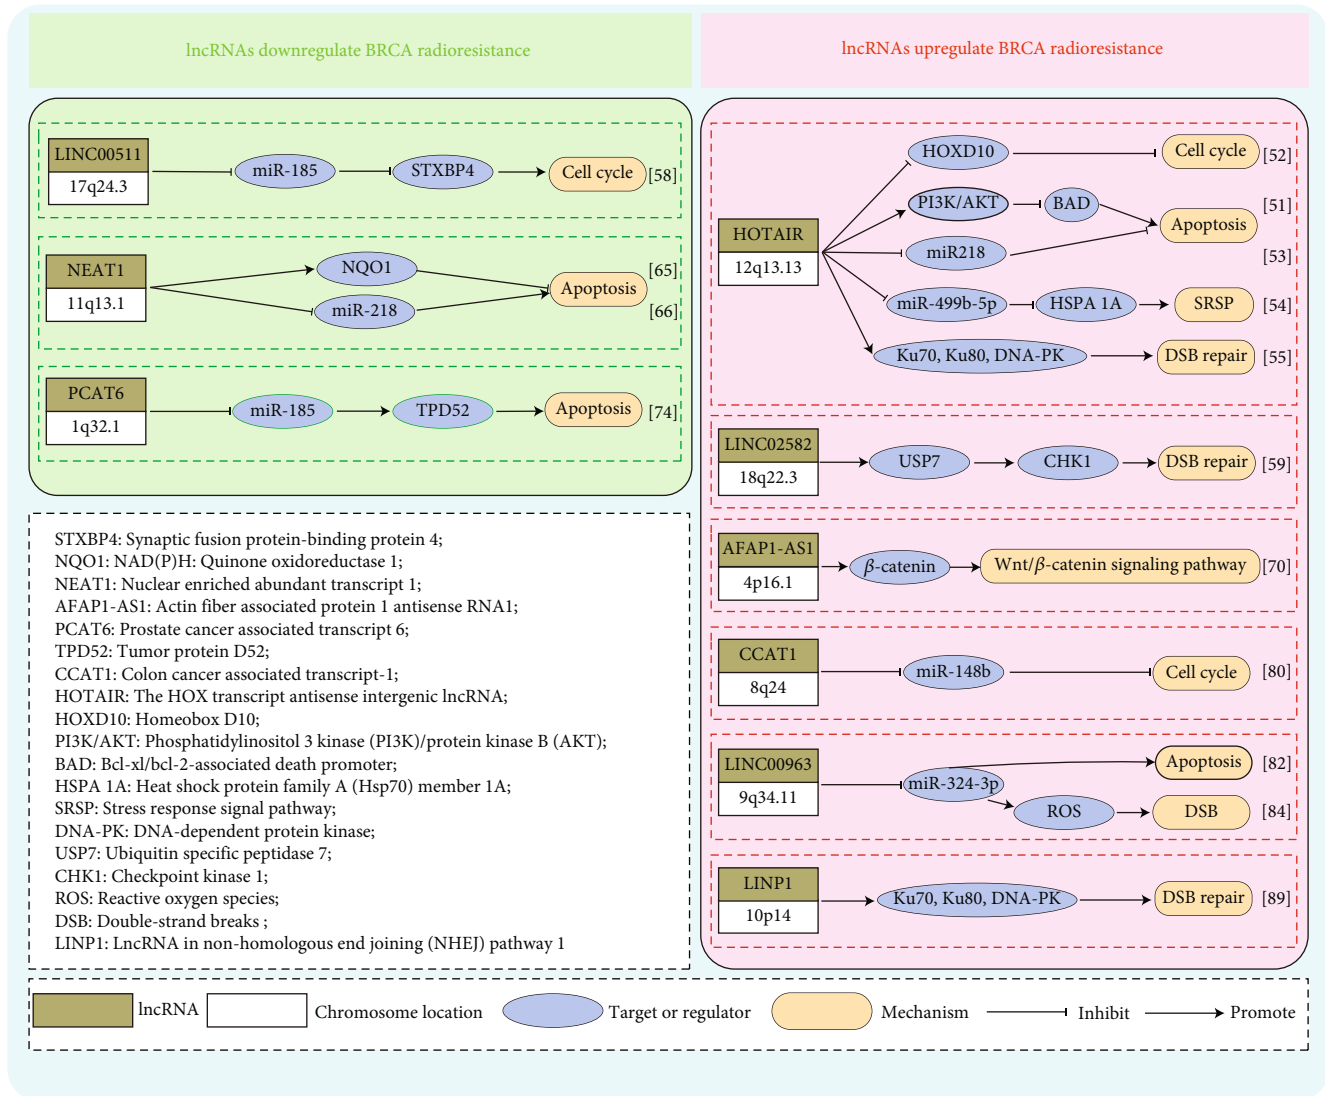 lncRNAs downregulate BRCA radioresistance
LINC00511
17q24.3
miR-185
STXBP4
Cell cycle
[58]
NEAT1
11q13.1
NQO1
miR-218
Apoptosis
[65]
[66]
PCAT6
1q32.1
miR-185
TPD52
Apoptosis
[74]
STXBP4: Synaptic fusion protein-binding protein 4;
NQO1: NAD(P)H: Quinone oxidoreductase 1;
NEAT1: Nuclear enriched abundant transcript 1;
AFAP1-AS1: Actin fiber associated protein 1 antisense RNA1;
PCAT6: Prostate cancer associated transcript 6;
TPD52: Tumor protein D52;
CCAT1: Colon cancer associated transcript-1;
HOTAIR: The HOX transcript antisense intergenic lncRNA;
HOXD10: Homeobox D10;
PI3K/AKT: Phosphatidylinositol 3 kinase (PI3K)/protein kinase B (AKT);
BAD: Bcl-xl/bcl-2-associated death promoter;
HSPA 1A: Heat shock protein family A (Hsp70) member 1A;
SRSP: Stress response signal pathway;
DNA-PK: DNA-dependent protein kinase;
USP7: Ubiquitin specific peptidase 7;
CHK1: Checkpoint kinase 1;
ROS: Reactive oxygen species;
DSB: Double-strand breaks ;
LINP1: LncRNA in non-homologous end joining (NHEJ) pathway 1
lncRNAs upregulate BRCA radioresistance
HOTAIR
12q13.13
HOXD10
Cell cycle
[52]
PI3K/AKT
BAD
[51]
Apoptosis
miR218
[53]
miR-499b-5p
HSPA 1A
SRSP
[54]
Ku70, Ku80, DNA-PK
DSB repair
[55]
LINC02582
18q22.3
USP7
CHK1
DSB repair
[59]
AFAP1-AS1
4p16.1
β-catenin
Wnt/β-catenin signaling pathway
[70]
CCAT1
8q24
miR-148b
Cell cycle
[80]
LINC00963
9q34.11
miR-324-3p
Apoptosis
[82]
ROS
DSB
[84]
LINP1
10p14
Ku70, Ku80, DNA-PK
DSB repair
[89]
lncRNA
Chromosome location
Target or regulator
Mechanism
Inhibit
Promote